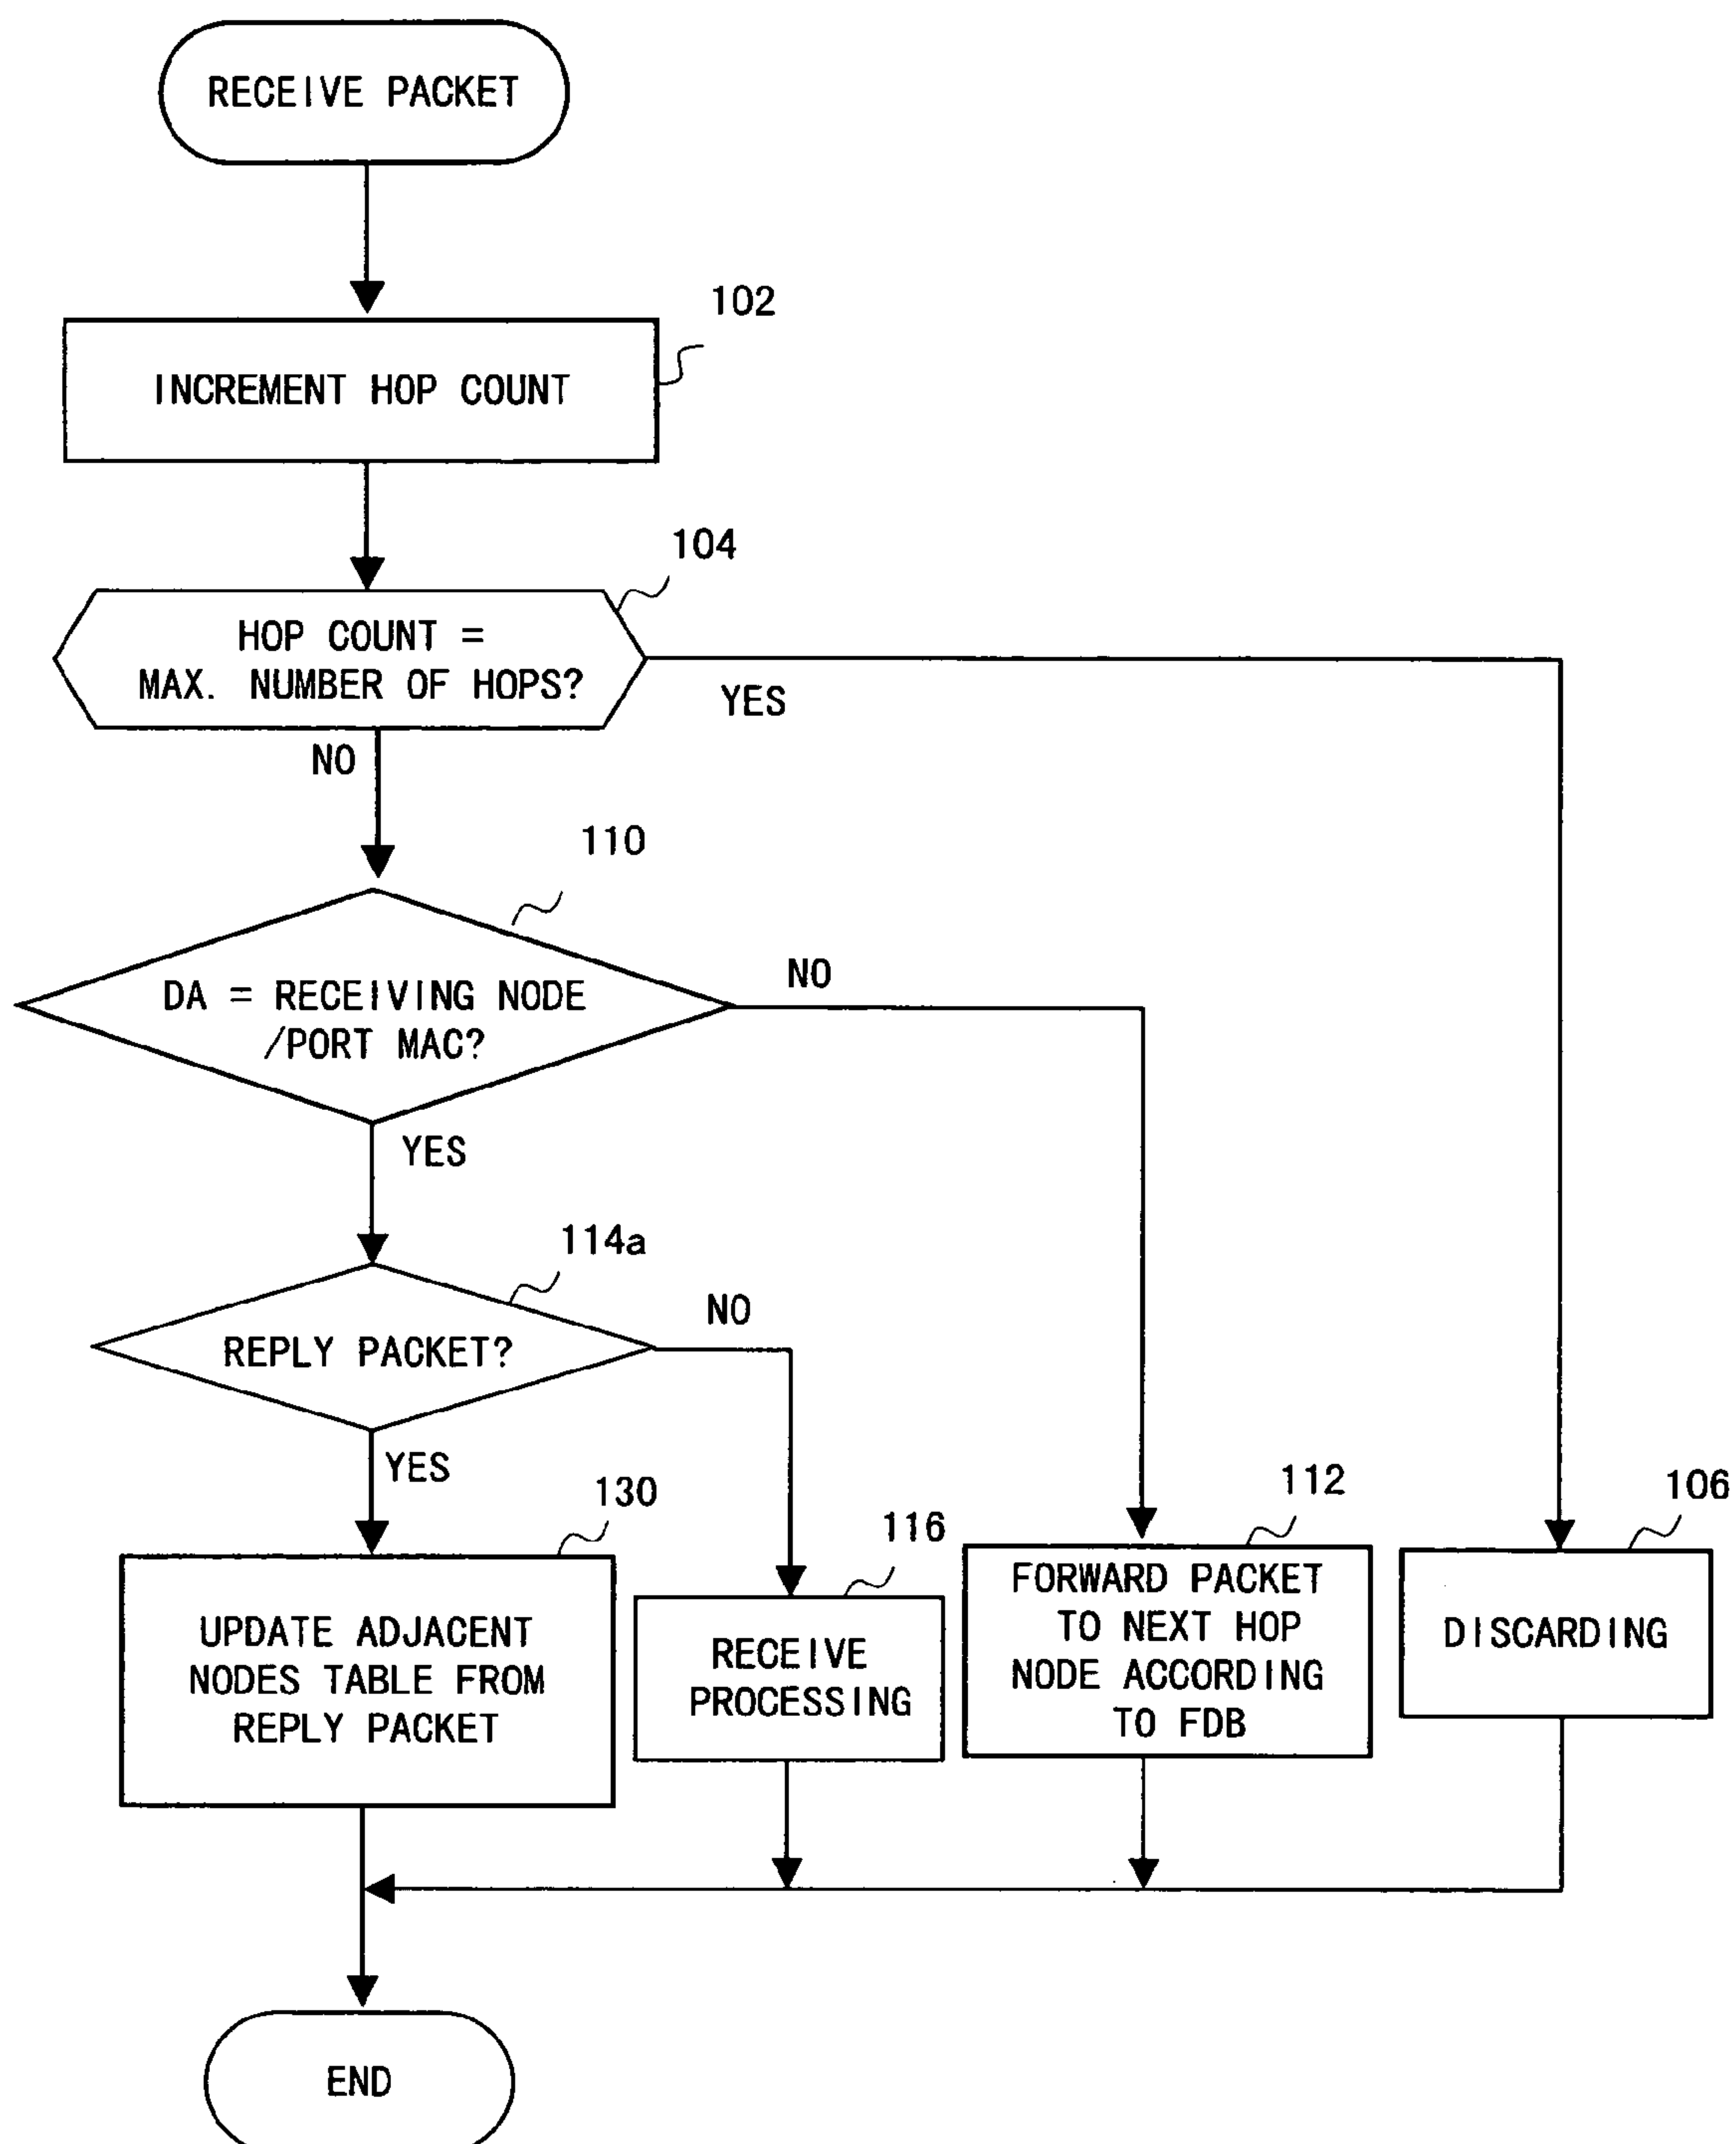 RECEIVE PACKET
102
INCREMENT HOP COUNT
104
HOP COUNT =
MAX. NUMBER OF HOPS?
YES
NO
110
DA = RECEIVING NODE
/PORT MAC?
NO
YES
114a
REPLY PACKET?
NO
YES
130
UPDATE ADJACENT
NODES TABLE FROM
REPLY PACKET
116
RECEIVE
PROCESSING
112
FORWARD PACKET
TO NEXT HOP
NODE ACCORDING
TO FDB
106
DISCARDING
END